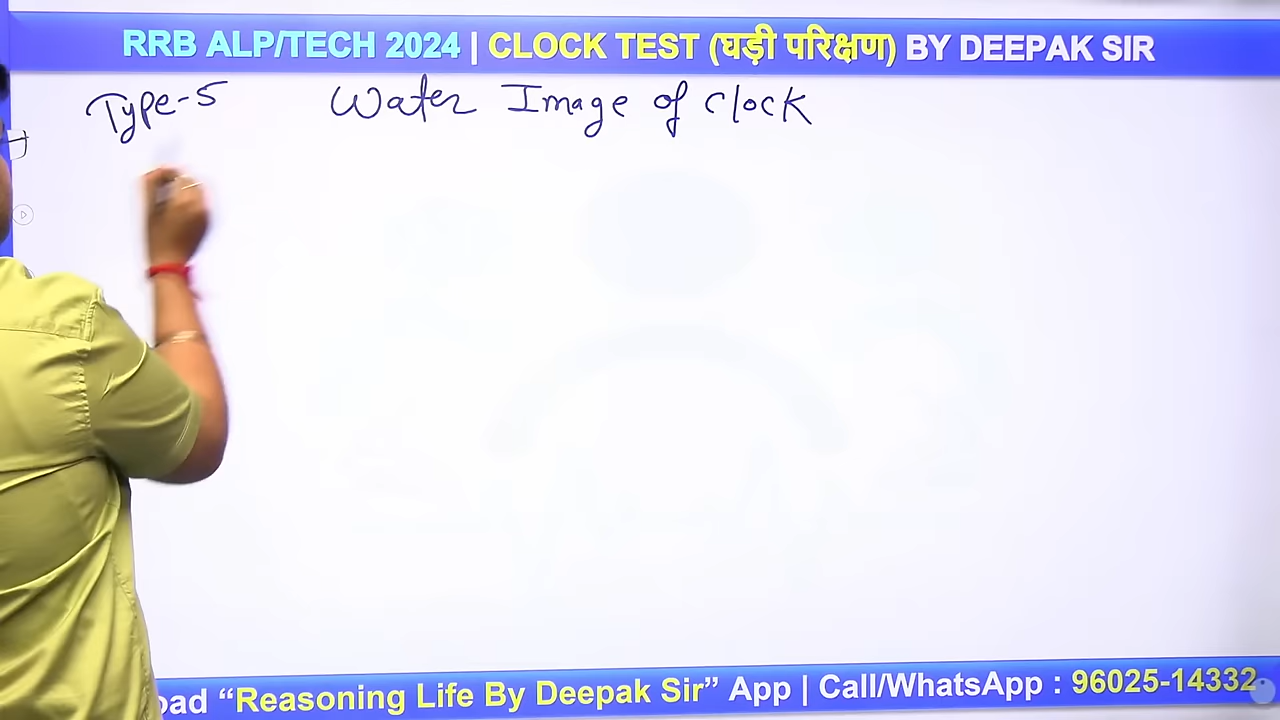 RRB ALP/TECH 2024 | CLOCK TEST (घड़ी परिक्षण) BY DEEPAK SIR
Type-5 Water Image of clock
“Reasoning Life By Deepak Sir” App | Call/WhatsApp : 96025-14332